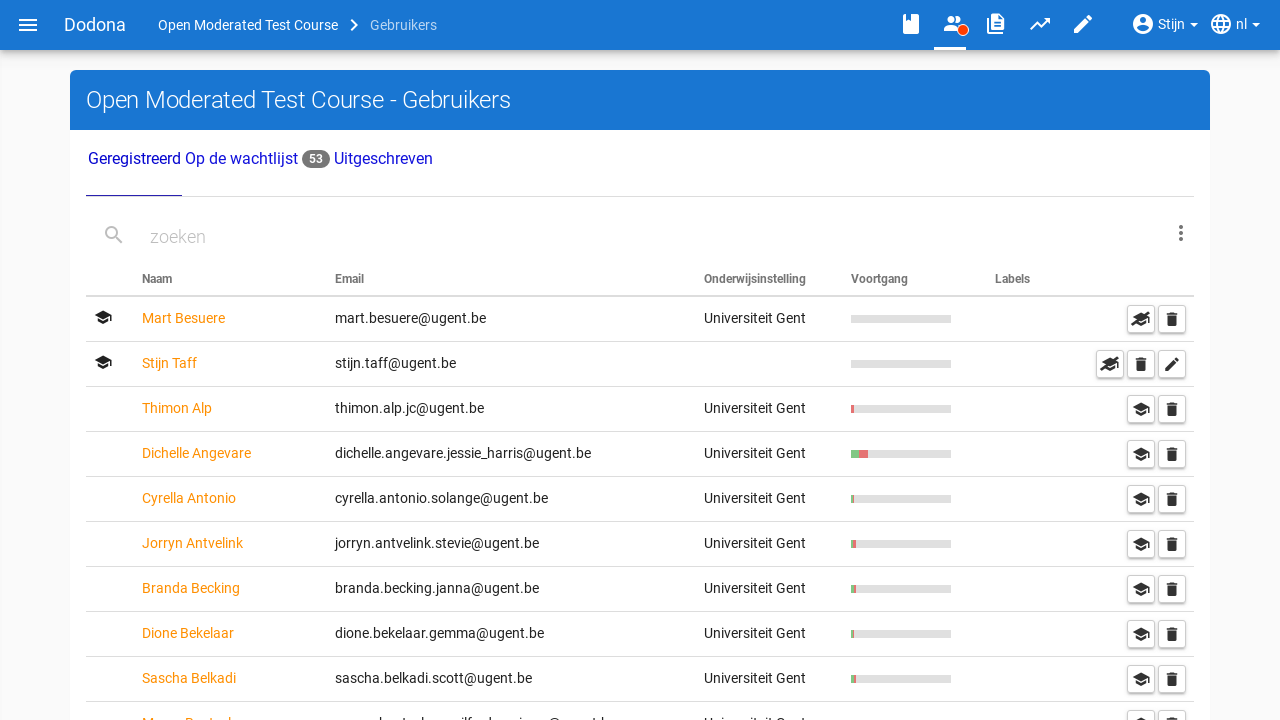 Dodona Open Moderated Test Course Gebruikers Stijn nl
Open Moderated Test Course - Gebruikers
Geregistreerd Op de wachtlijst 53 Uitgeschreven
zoeken
Naam Email Onderwijsinstelling Voortgang Labels
Mart Besuere mart.besuere@ugent.be Universiteit Gent
Stijn Taff stijn.taff@ugent.be
Thimon Alp thimon.alp.jc@ugent.be Universiteit Gent
Dichelle Angevare dichelle.angevare.jessie_harris@ugent.be Universiteit Gent
Cyrella Antonio cyrella.antonio.solange@ugent.be Universiteit Gent
Jorryn Antvelink jorryn.antvelink.stevie@ugent.be Universiteit Gent
Branda Becking branda.becking.janna@ugent.be Universiteit Gent
Dione Bekelaar dione.bekelaar.gemma@ugent.be Universiteit Gent
Sascha Belkadi sascha.belkadi.scott@ugent.be Universiteit Gent